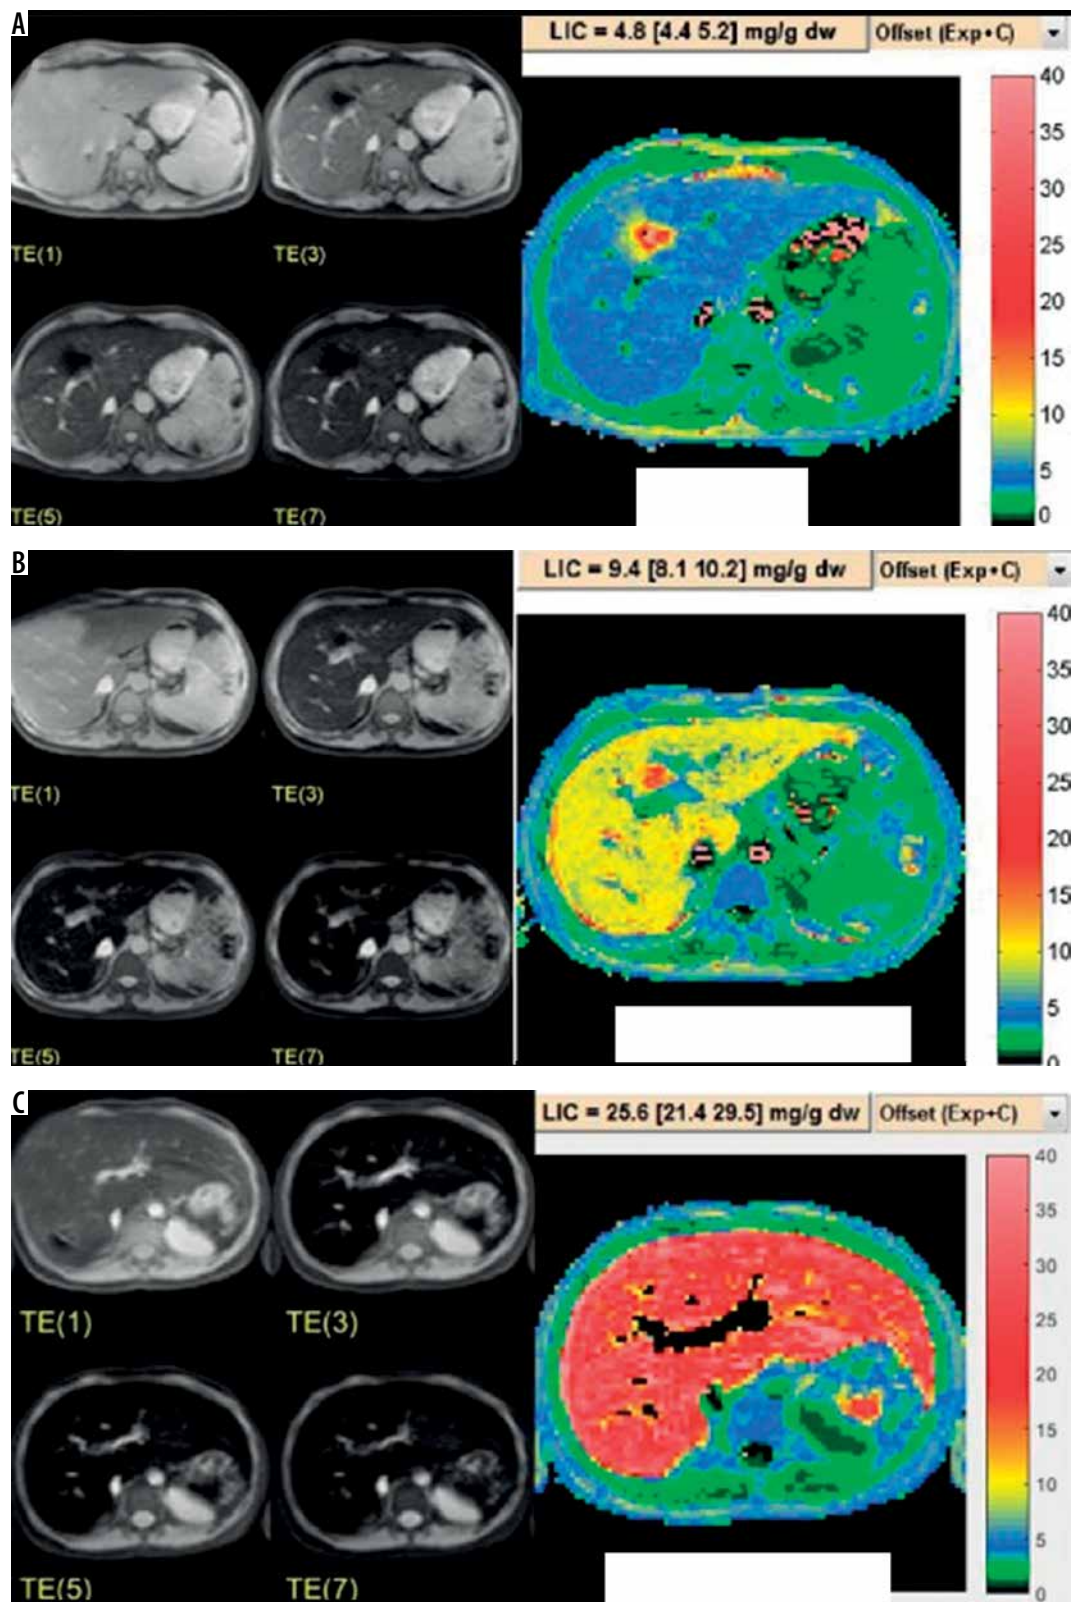 A
LIC = 4.8 [4.4 5.2] mg/g dw
Offset (Exp+C)
TE(1)
TE(3)
TE(5)
TE(7)
40
35
30
25
20
15
10
5
0
B
LIC = 9.4 [8.1 10.2] mg/g dw
Offset (Exp+C)
TE(1)
TE(3)
TE(5)
TE(7)
40
35
30
25
20
15
10
5
0
C
LIC = 25.6 [21.4 29.5] mg/g dw
Offset (Exp+C)
TE(1)
TE(3)
TE(5)
TE(7)
40
35
30
25
20
15
10
5
0